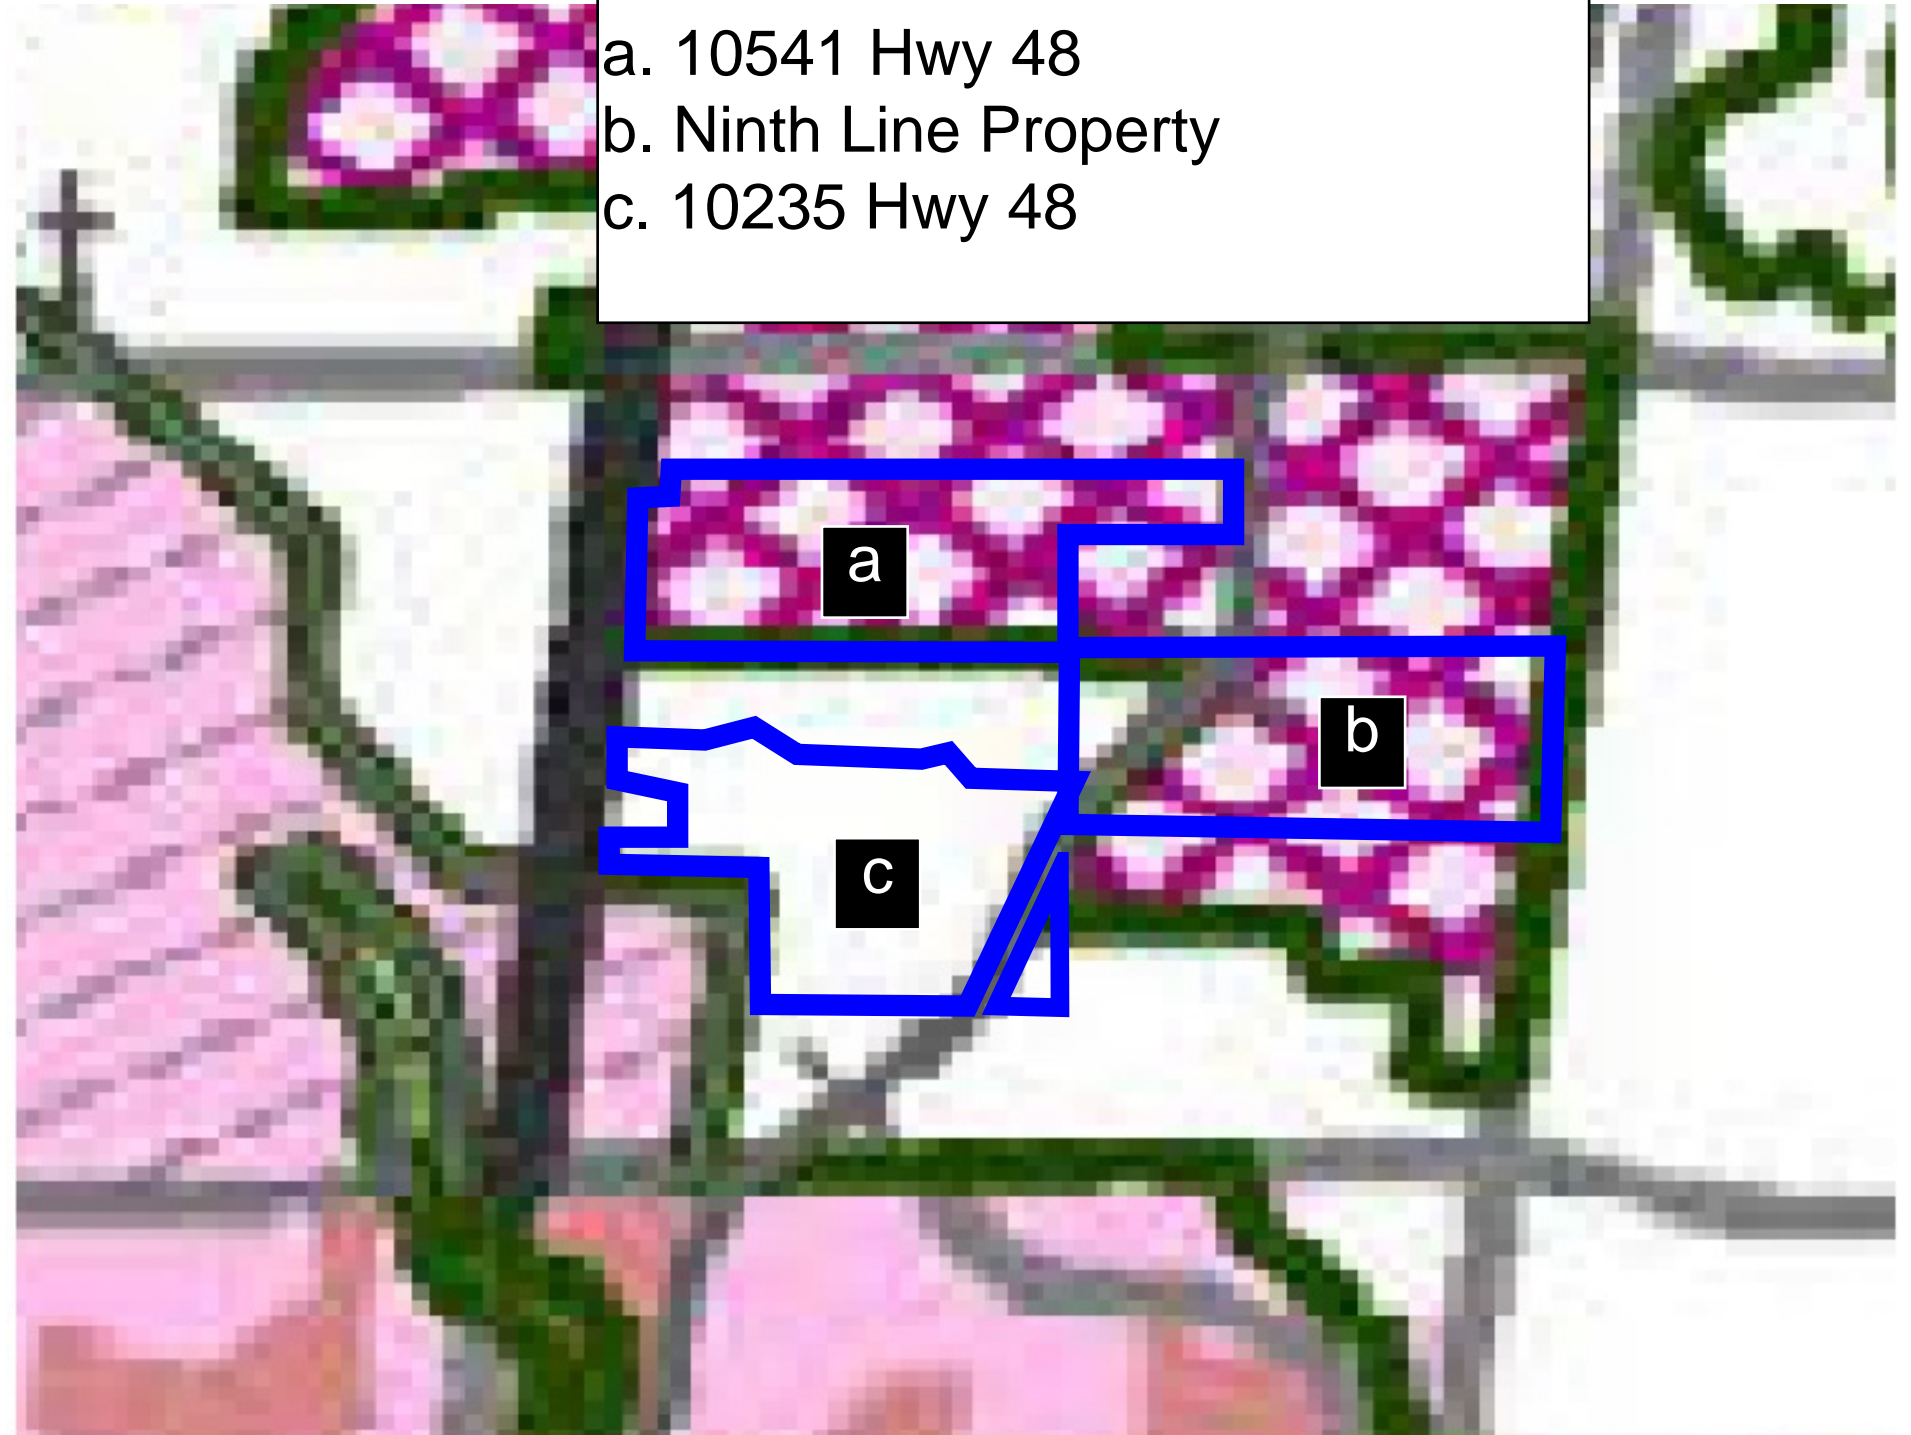 a. 10541 Hwy 48
b. Ninth Line Property
c. 10235 Hwy 48
a
b
c